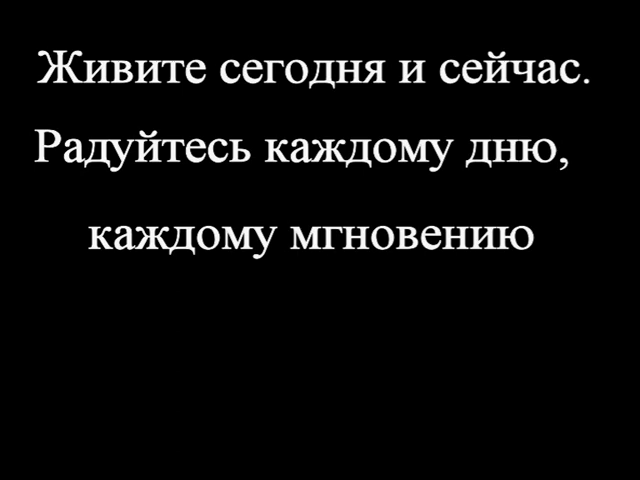 Живите сегодня и сейчас.
Радуйтесь каждому дню,
каждому мгновению